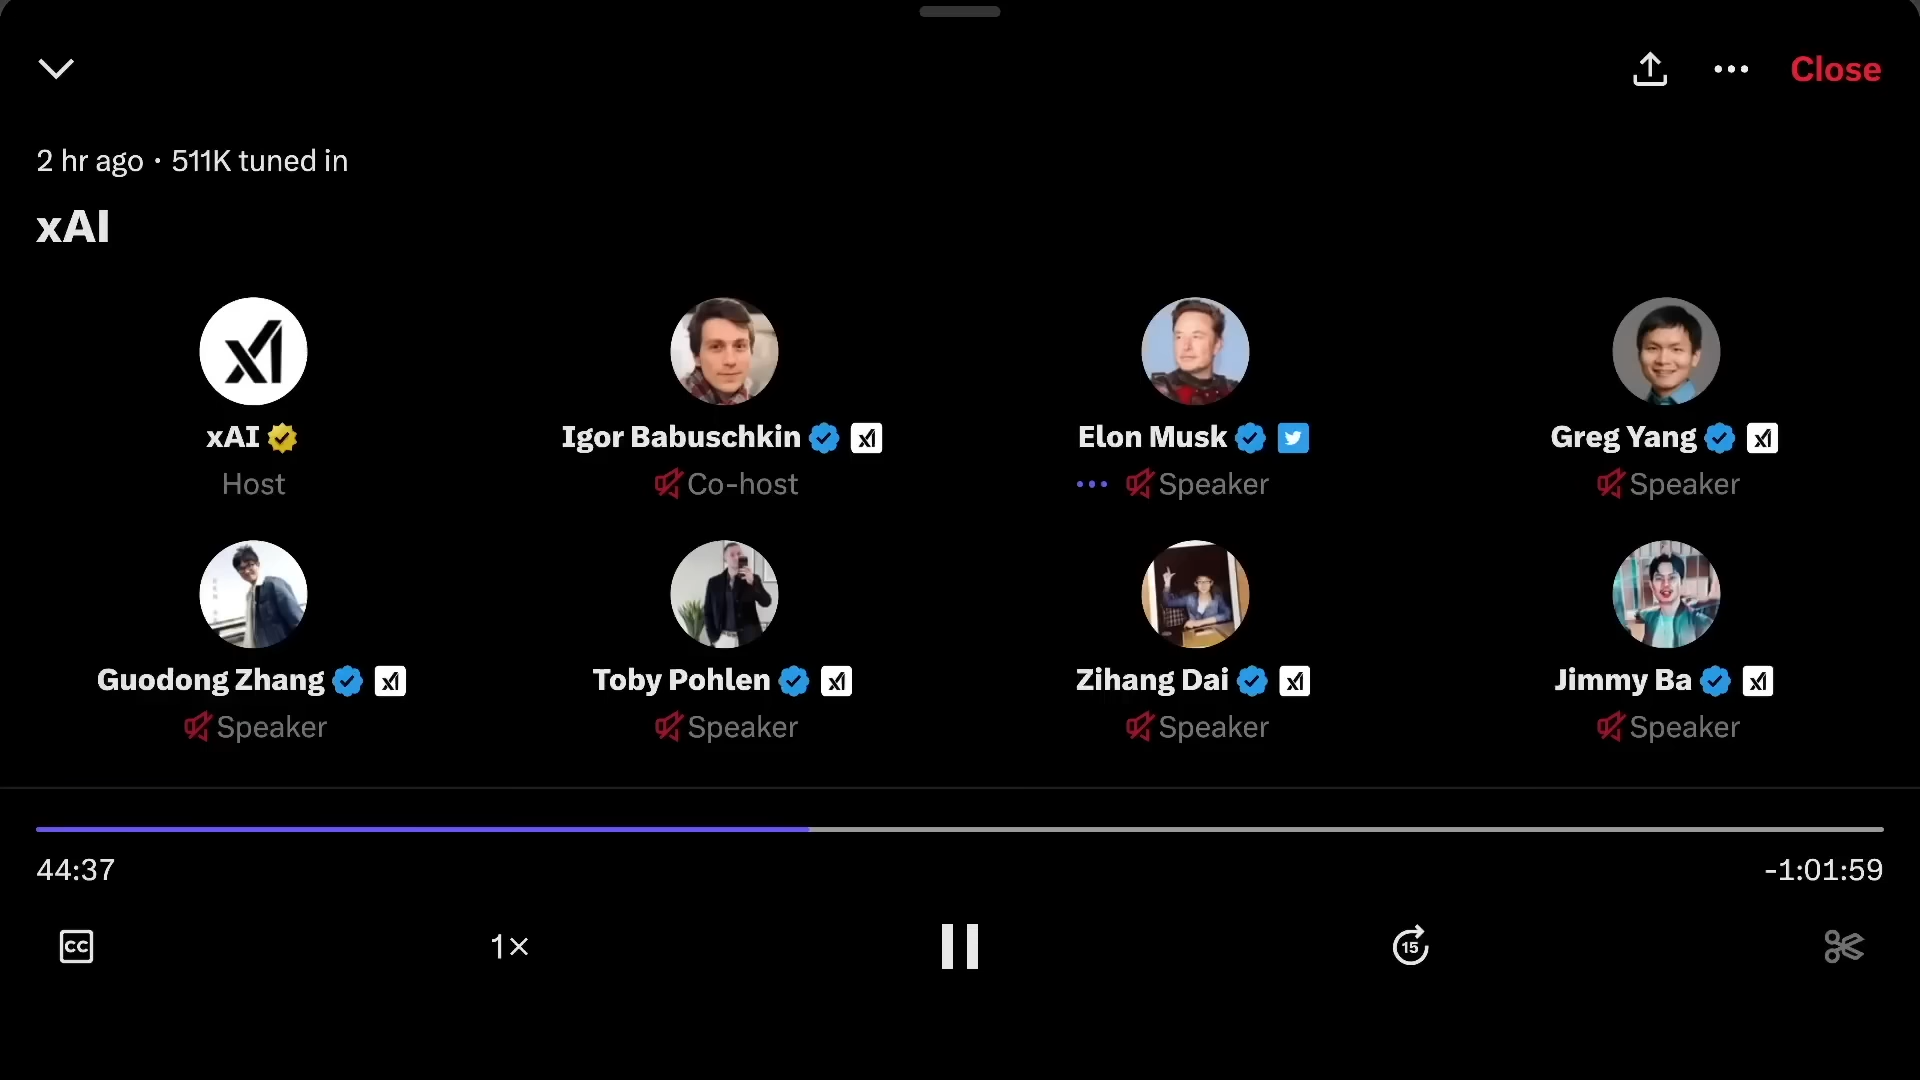 Close
2 hr ago · 511K tuned in
xAI
xAI
Host
Igor Babuschkin
Co-host
Elon Musk
Speaker
Greg Yang
Speaker
Guodong Zhang
Speaker
Toby Pohlen
Speaker
Zihang Dai
Speaker
Jimmy Ba
Speaker
44:37
-1:01:59
CC
1×
15